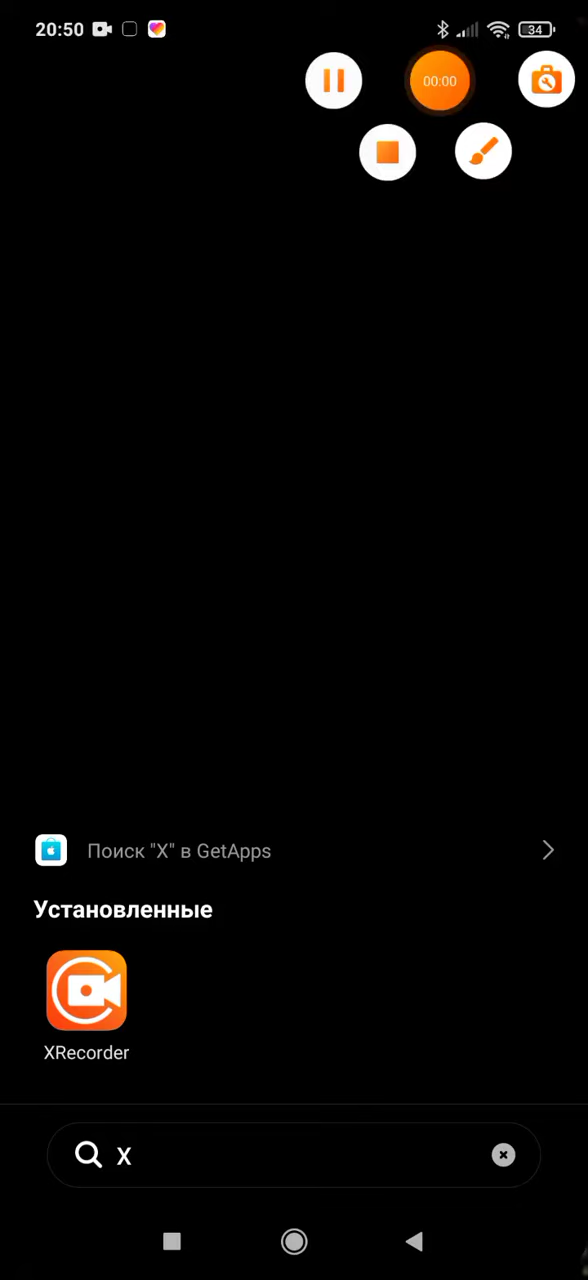 20:50
34
00:00
Поиск "X" в GetApps
Установленные
XRecorder
X